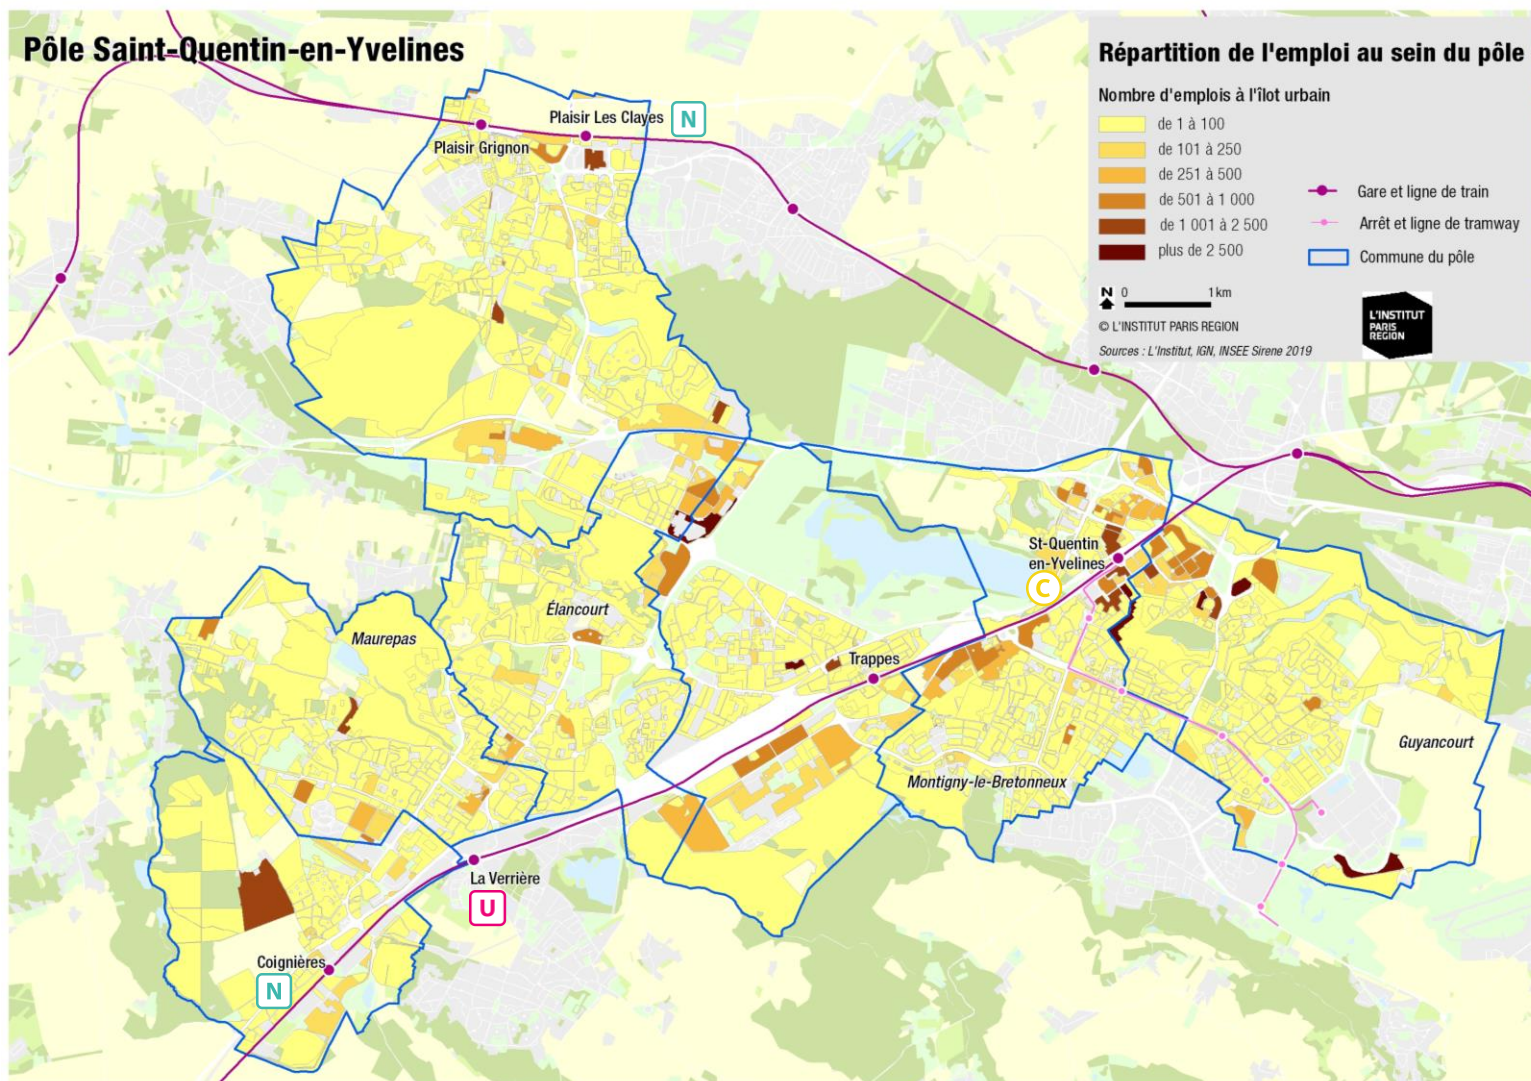 Pôle Saint-Quentin-en-Yvelines
Répartition de l'emploi au sein du pôle
Nombre d'emplois à l'îlot urbain
de 1 à 100
de 101 à 250
de 251 à 500
de 501 à 1 000
de 1 001 à 2 500
plus de 2 500
Gare et ligne de train
Arrêt et ligne de tramway
Commune du pôle
N 0 1 km
© L'INSTITUT PARIS REGION
Sources : L'Institut, IGN, INSEE Sirene 2019
L'INSTITUT
PARIS
REGION
Plaisir Les Clayes
N
Plaisir Grignon
St-Quentin
en-Yvelines
C
Élancourt
Maurepas
Trappes
Guyancourt
Montigny-le-Bretonneux
La Verrière
U
Coignières
N